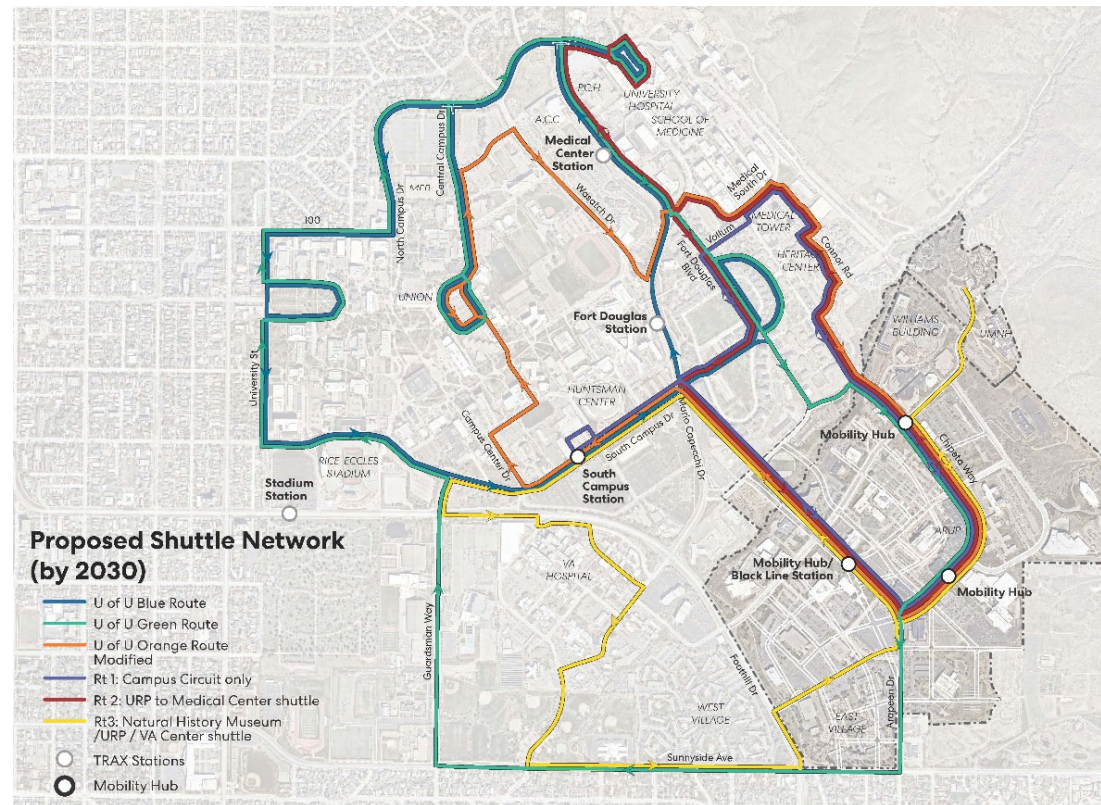 P.C.H.
UNIVERSITY
HOSPITAL
SCHOOL OF
MEDICINE
A.C.C
Medical
Center
Station
Central Campus Dr
MEB
North Campus Dr
100
Wasatch Dr
Medical
South Dr
MEDICAL
TOWER
Vollum
HERITAGE
CENTER
Connor Rd
Fort Douglas
Blvd
UNION
Fort Douglas
Station
WILLIAMS
BUILDING
UMNH
University St
HUNTSMAN
CENTER
Campus Center Dr
South Campus Dr
Mario Capecchi Dr
Mobility Hub
Chipeta Way
RICE ECCLES
STADIUM
Stadium
Station
South
Campus
Station
ARUP
VA
HOSPITAL
Mobility Hub/
Black Line Station
Mobility Hub
Guardsman Way
Foothill Dr
WEST
VILLAGE
EAST
VILLAGE
Arapeen Dr
Sunnyside Ave
Proposed Shuttle Network
(by 2030)
U of U Blue Route
U of U Green Route
U of U Orange Route
Modified
Rt 1: Campus Circuit only
Rt 2: URP to Medical Center shuttle
Rt3: Natural History Museum
/URP / VA Center shuttle
TRAX Stations
Mobility Hub